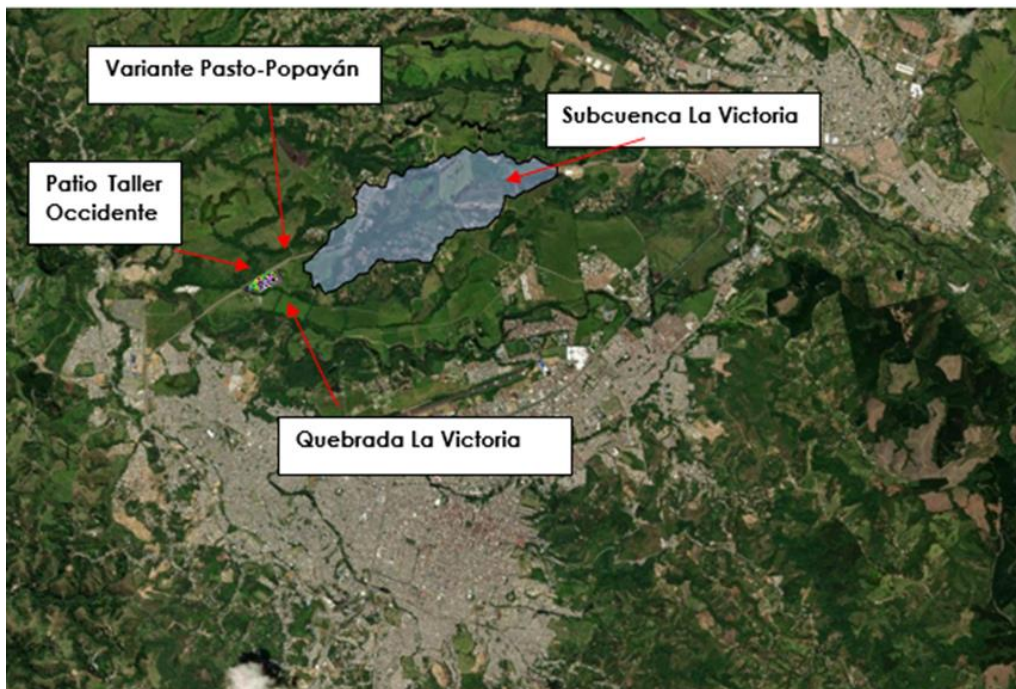 Variante Pasto-Popayán
Subcuenca La Victoria
Patio Taller
Occidente
Quebrada La Victoria